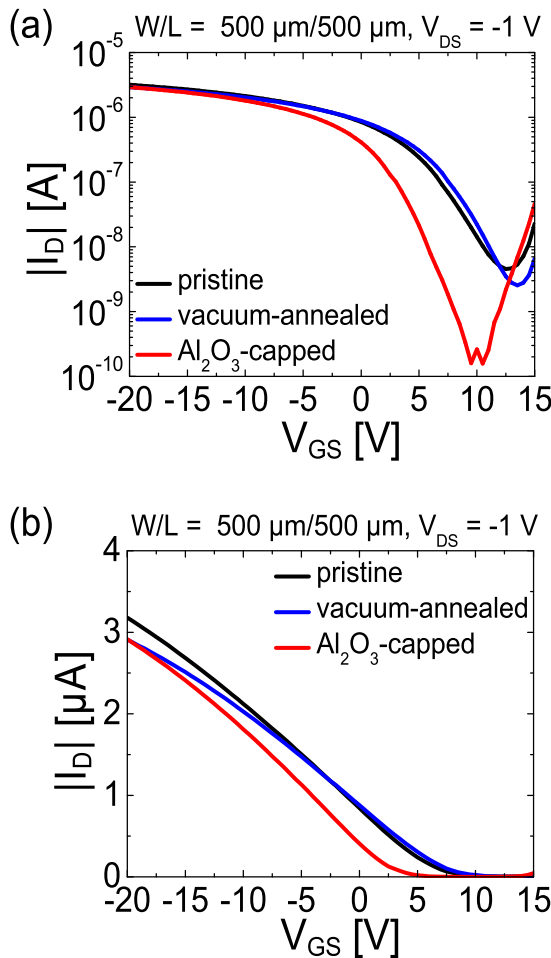 (a)
W/L = 500 µm/500 µm, V_DS = -1 V
10⁻⁵
10⁻⁶
10⁻⁷
10⁻⁸
10⁻⁹
10⁻¹⁰
|I_D| [A]
pristine
vacuum-annealed
Al₂O₃-capped
-20 -15 -10 -5 0 5 10 15
V_GS [V]
(b)
W/L = 500 µm/500 µm, V_DS = -1 V
4
3
2
1
0
|I_D| [µA]
pristine
vacuum-annealed
Al₂O₃-capped
-20 -15 -10 -5 0 5 10 15
V_GS [V]